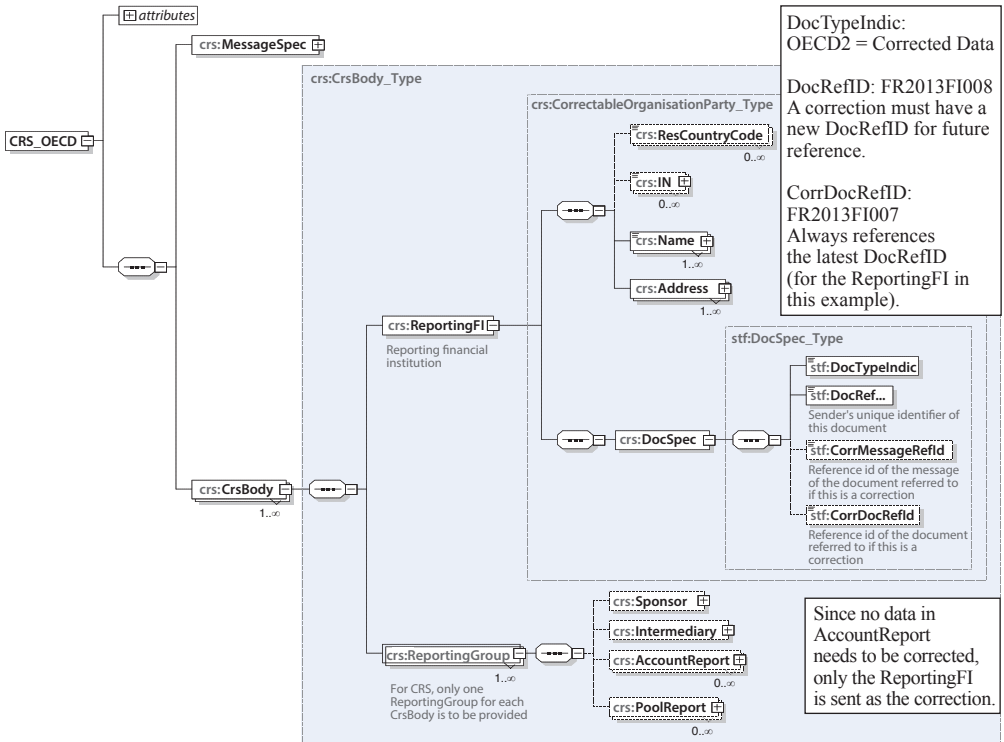 attributes
crs:MessageSpec
CRS_OECD
crs:CrsBody_Type
crs:CorrectableOrganisationParty_Type
crs:ResCountryCode
0..∞
crs:IN
0..∞
crs:Name
1..∞
crs:Address
1..∞
DocTypeIndic:
OECD2 = Corrected Data
DocRefID: FR2013FI008
A correction must have a
new DocRefID for future
reference.
CorrDocRefID:
FR2013FI007
Always references
the latest DocRefID
(for the ReportingFI in
this example).
crs:ReportingFI
Reporting financial
institution
stf:DocSpec_Type
stf:DocTypeIndic
stf:DocRef...
Sender's unique identifier of
this document
crs:DocSpec
stf:CorrMessageRefId
Reference id of the message
of the document referred to
if this is a correction
stf:CorrDocRefId
Reference id of the document
referred to if this is a
correction
crs:CrsBody
1..∞
crs:ReportingGroup
1..∞
For CRS, only one
ReportingGroup for each
CrsBody is to be provided
crs:Sponsor
crs:Intermediary
crs:AccountReport
0..∞
crs:PoolReport
0..∞
Since no data in
AccountReport
needs to be corrected,
only the ReportingFI
is sent as the correction.